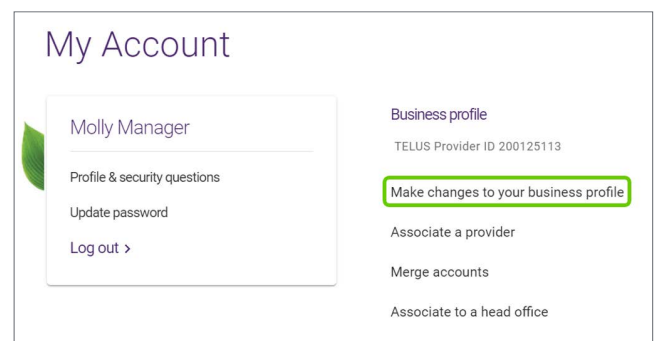 My Account
Molly Manager
Profile & security questions
Update password
Log out >
Business profile
TELUS Provider ID 200125113
Make changes to your business profile
Associate a provider
Merge accounts
Associate to a head office